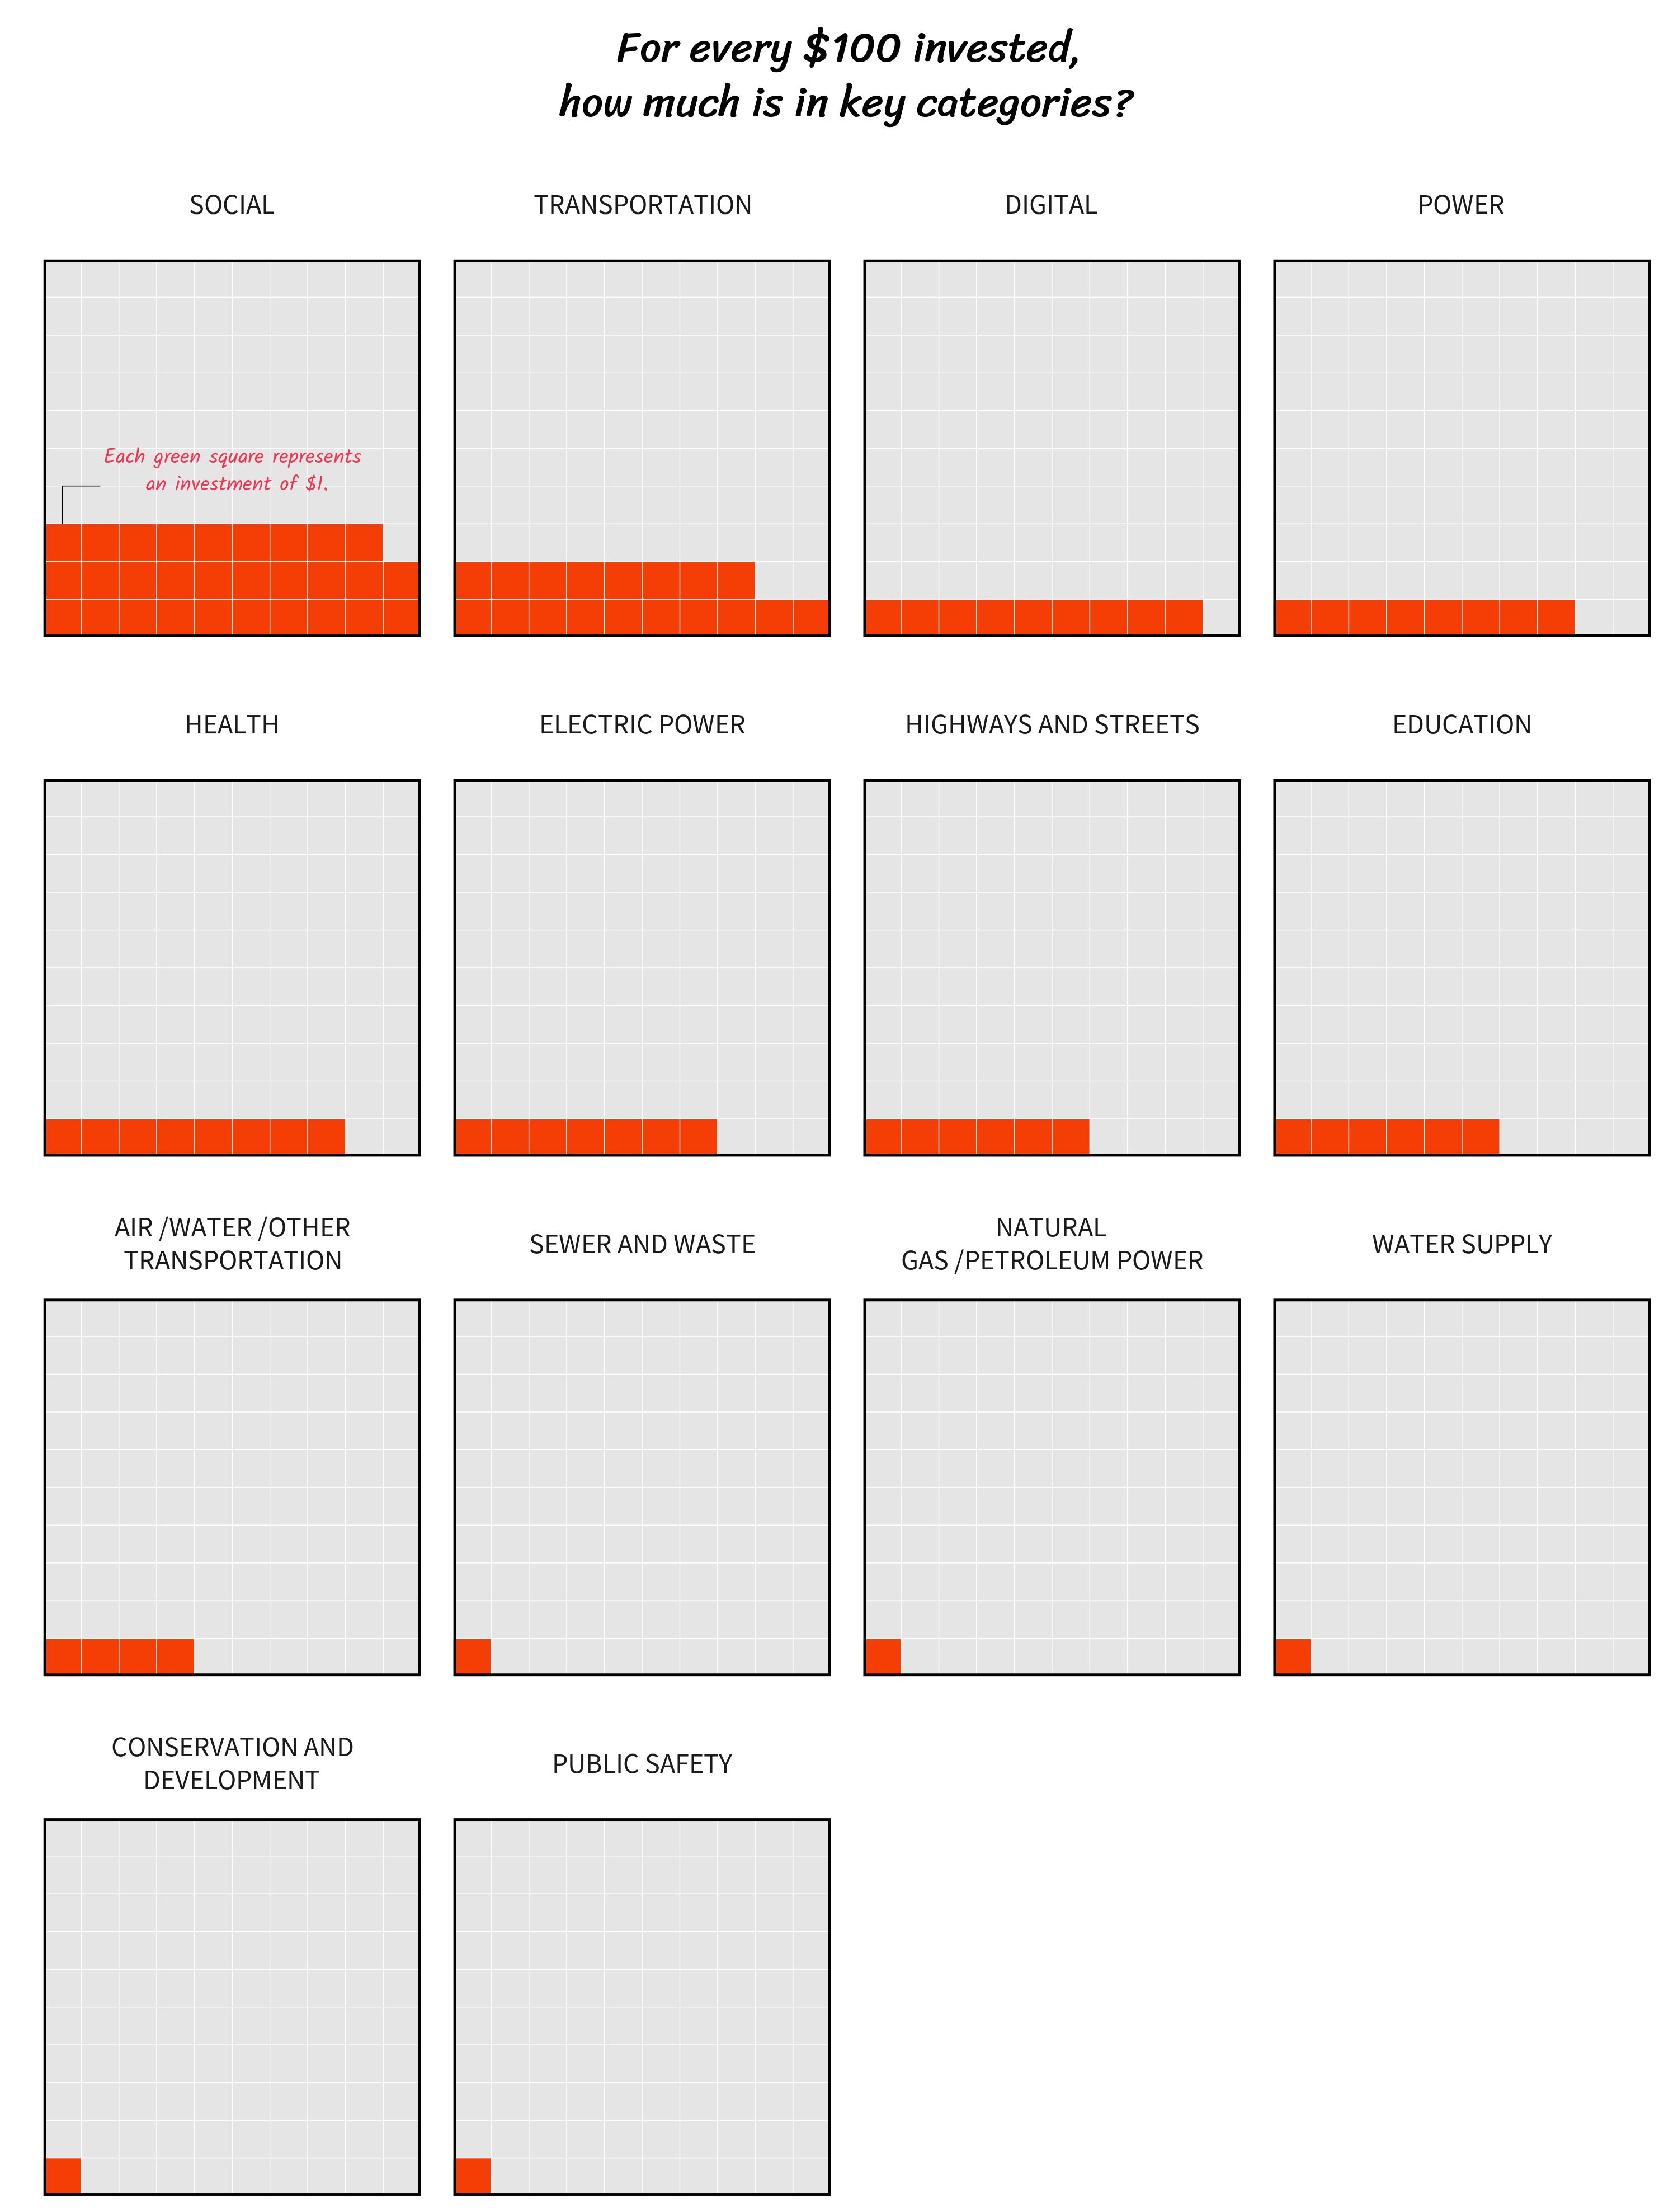 For every $100 invested,
how much is in key categories?
SOCIAL
TRANSPORTATION
DIGITAL
POWER
Each green square represents
an investment of $1.
HEALTH
ELECTRIC POWER
HIGHWAYS AND STREETS
EDUCATION
AIR /WATER /OTHER
TRANSPORTATION
SEWER AND WASTE
NATURAL
GAS /PETROLEUM POWER
WATER SUPPLY
CONSERVATION AND
DEVELOPMENT
PUBLIC SAFETY